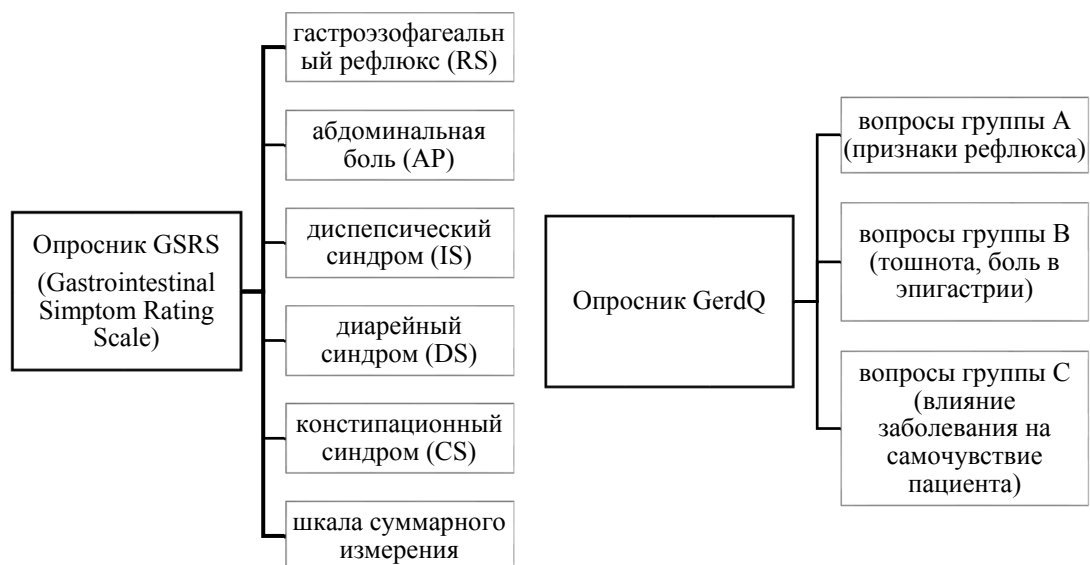 Опросник GSRS
(Gastrointestinal
Simptom Rating
Scale)
гастроэзофагеальн
ый рефлюкс (RS)
абдоминальная
боль (AP)
диспепсический
синдром (IS)
диарейный
синдром (DS)
констипационный
синдром (CS)
шкала суммарного
измерения
Опросник GerdQ
вопросы группы А
(признаки рефлюкса)
вопросы группы В
(тошнота, боль в
эпигастрии)
вопросы группы С
(влияние
заболевания на
самочувствие
пациента)